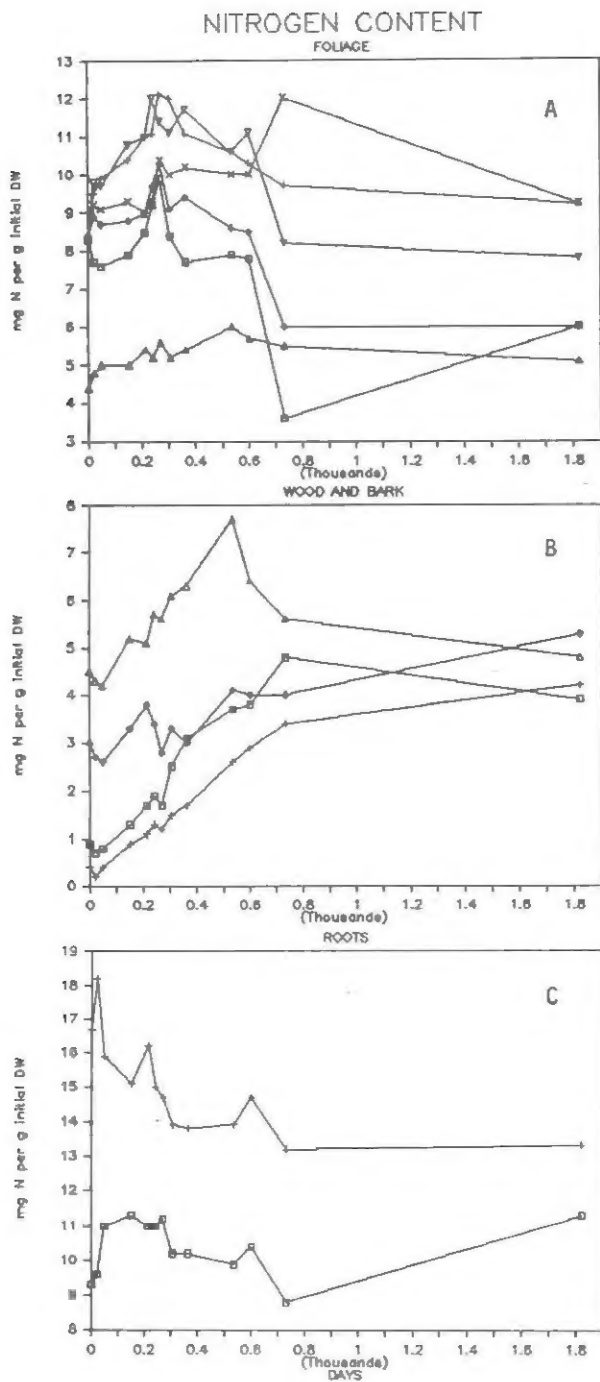 NITROGEN CONTENT
FOLIAGE
A
mg N per g initial DW
13
12
11
10
9
8
7
6
5
4
3
0 0.2 0.4 0.6 0.8 1 1.2 1.4 1.6 1.8
(Thousands)
WOOD AND BARK
B
mg N per g initial DW
8
7
6
5
4
3
2
1
0
0 0.2 0.4 0.6 0.8 1 1.2 1.4 1.6 1.8
(Thousands)
ROOTS
C
mg N per g initial DW
19
18
17
16
15
14
13
12
11
10
8
0 0.2 0.4 0.6 0.8 1 1.2 1.4 1.6 1.8
(Thousands)
DAYS